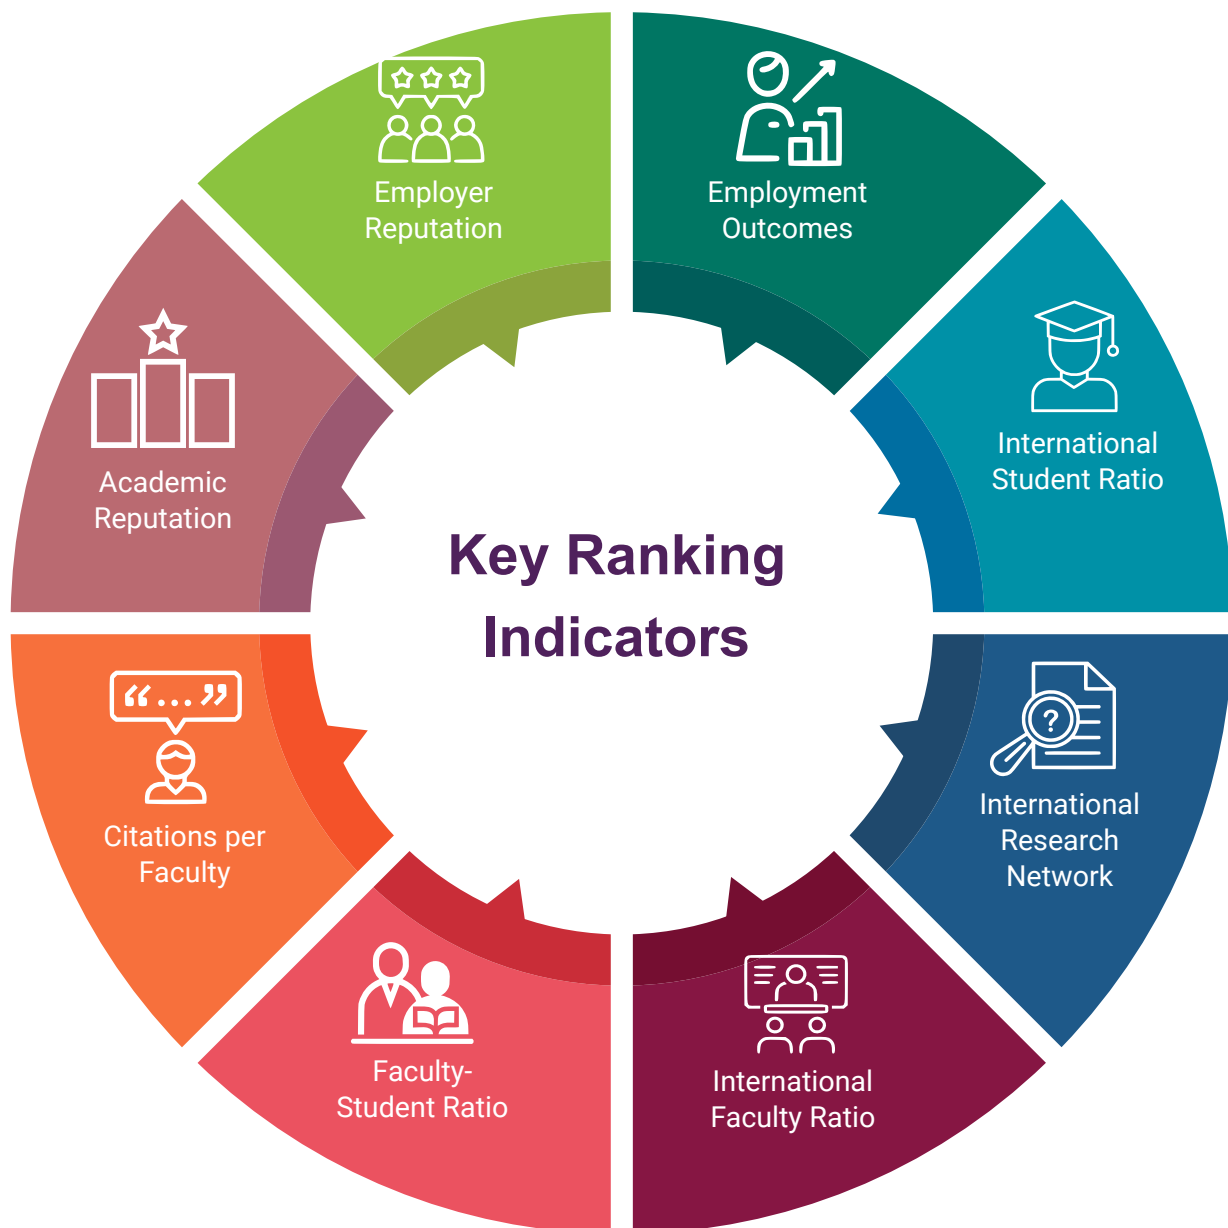 Employer
Reputation
Employment
Outcomes
International
Student Ratio
International
Research
Network
International
Faculty Ratio
Faculty-
Student Ratio
Citations per
Faculty
Academic
Reputation
Key Ranking
Indicators
“ ... ”
?